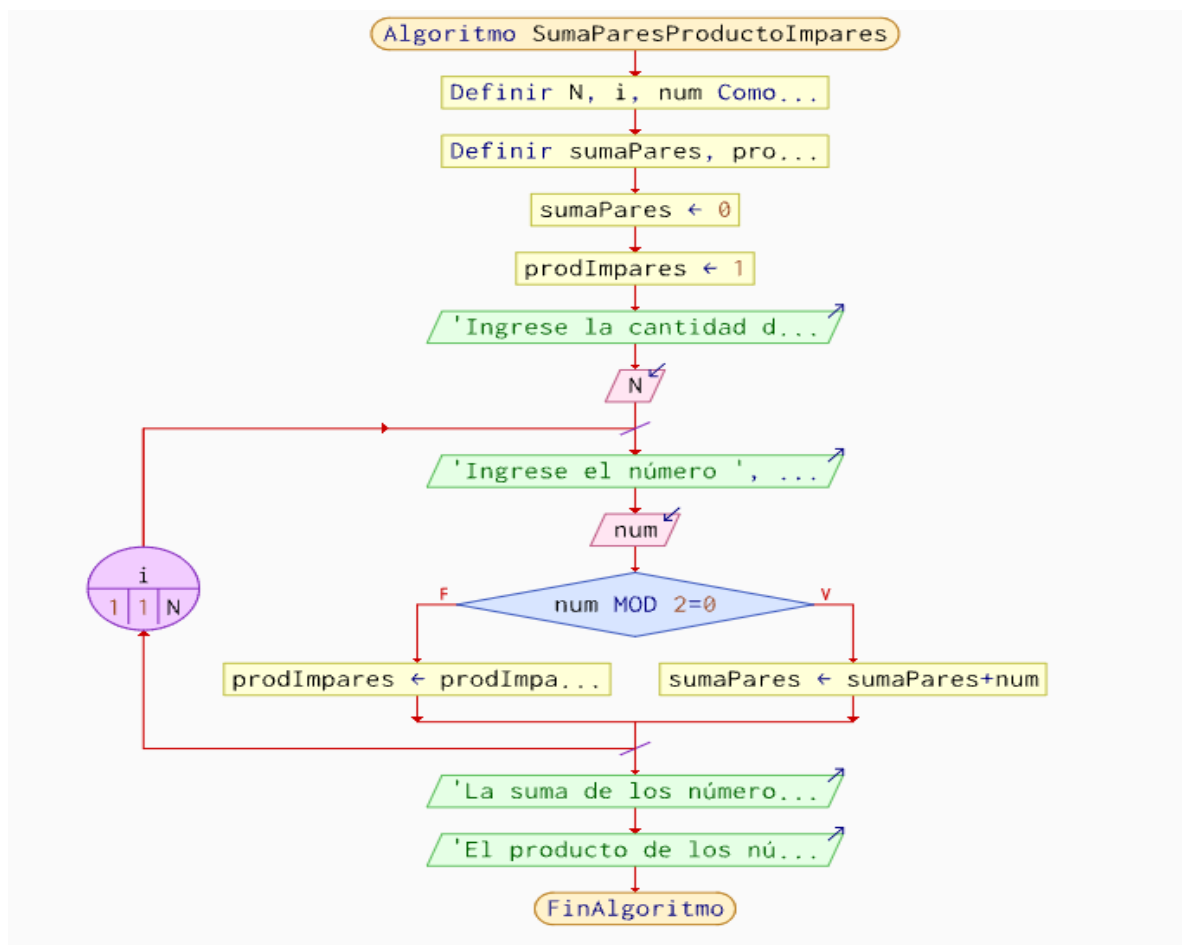 Algoritmo SumaParesProductoImpares
Definir N, i, num Como...
Definir sumaPares, pro...
sumaPares ← 0
prodImpares ← 1
'Ingrese la cantidad d...
N
'Ingrese el número ', ...
num
i
1 1 N
num MOD 2=0
F
V
prodImpares ← prodImpa...
sumaPares ← sumaPares+num
'La suma de los número...
'El producto de los nú...
FinAlgoritmo